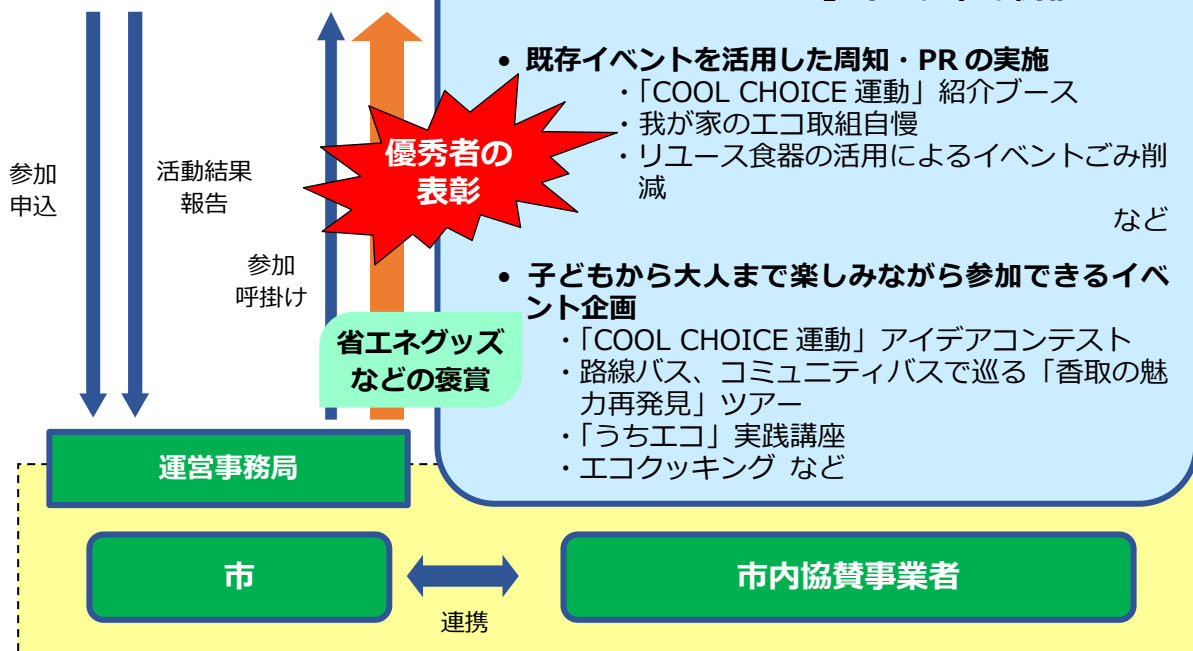 • 既存イベントを活用した周知・PR の実施
・「COOL CHOICE 運動」紹介ブース
・我が家のエコ取組自慢
・リユース食器の活用によるイベントごみ削
減
など
• 子どもから大人まで楽しみながら参加できるイベ
ント企画
・「COOL CHOICE 運動」アイデアコンテスト
・路線バス、コミュニティバスで巡る「香取の魅
力再発見」ツアー
・「うちエコ」実践講座
・エコクッキング など
優秀者の
表彰
参加
申込
活動結果
報告
参加
呼掛け
省エネグッズ
などの褒賞
運営事務局
市
連携
市内協賛事業者